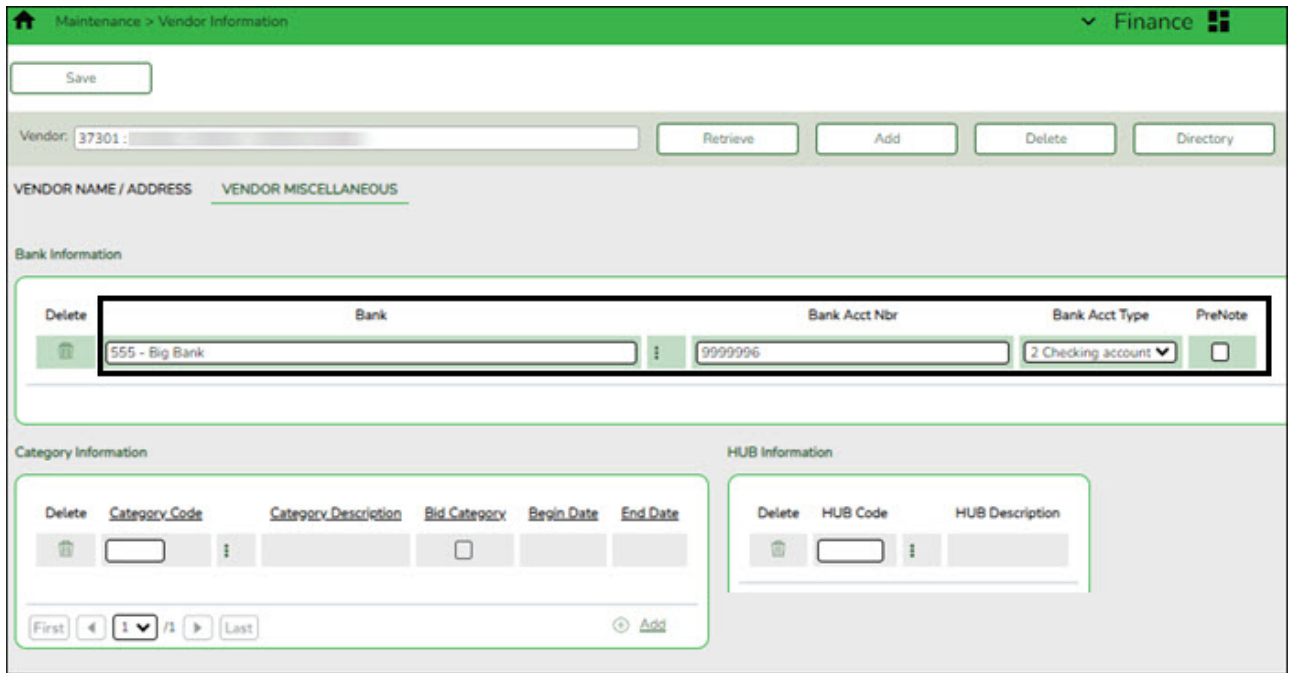 Maintenance > Vendor Information Finance
Save
Vendor: 37301 : Retrieve Add Delete Directory
VENDOR NAME / ADDRESS VENDOR MISCELLANEOUS
Bank Information
Delete Bank Bank Acct Nbr Bank Acct Type PreNote
555 - Big Bank 9999996 2 Checking account
Category Information HUB Information
Delete Category Code Category Description Bid Category Begin Date End Date Delete HUB Code HUB Description
First 1 /1 Last Add